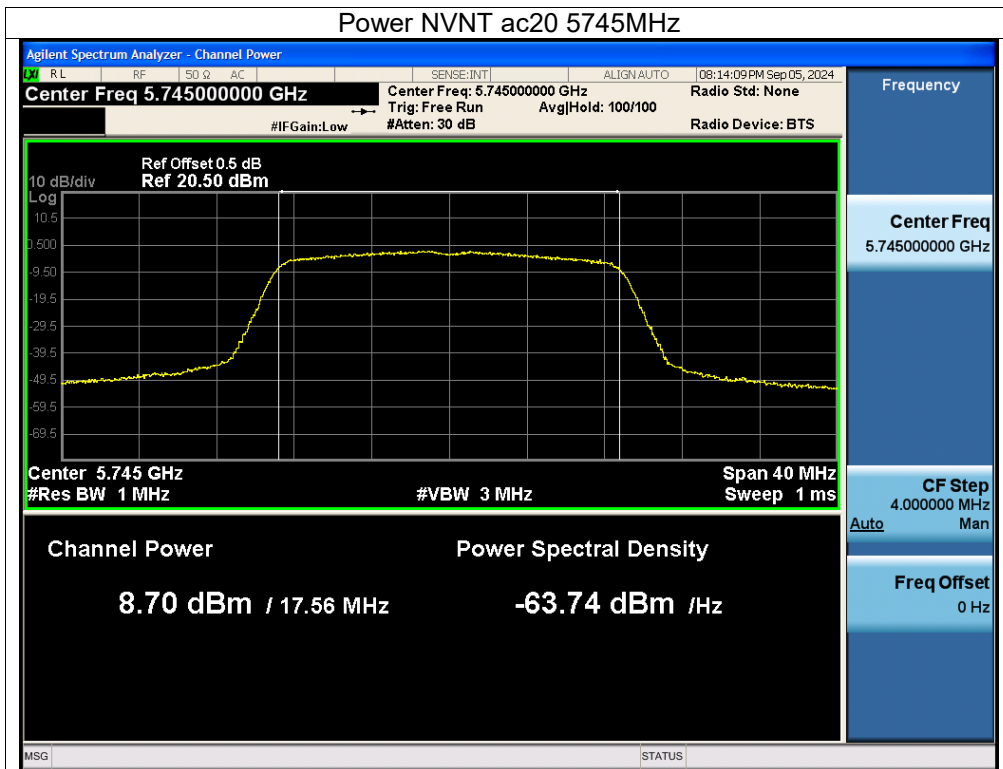 Power NVNT ac20 5745MHz
Agilent Spectrum Analyzer - Channel Power
LXI RL RF 50 Ω AC SENSE:INT ALIGN AUTO 08:14:09 PM Sep 05, 2024
Center Freq 5.745000000 GHz
Center Freq: 5.745000000 GHz
Radio Std: None
Trig: Free Run Avg|Hold: 100/100
#IFGain:Low
#Atten: 30 dB
Radio Device: BTS
Ref Offset 0.5 dB
10 dB/div Ref 20.50 dBm
Log
10.5
0.500
-9.50
-19.5
-29.5
-39.5
-49.5
-59.5
-69.5
Center 5.745 GHz Span 40 MHz
#Res BW 1 MHz #VBW 3 MHz Sweep 1 ms
Channel Power Power Spectral Density
8.70 dBm / 17.56 MHz -63.74 dBm /Hz
Frequency
Center Freq
5.745000000 GHz
CF Step
4.000000 MHz
Auto Man
Freq Offset
0 Hz
MSG STATUS